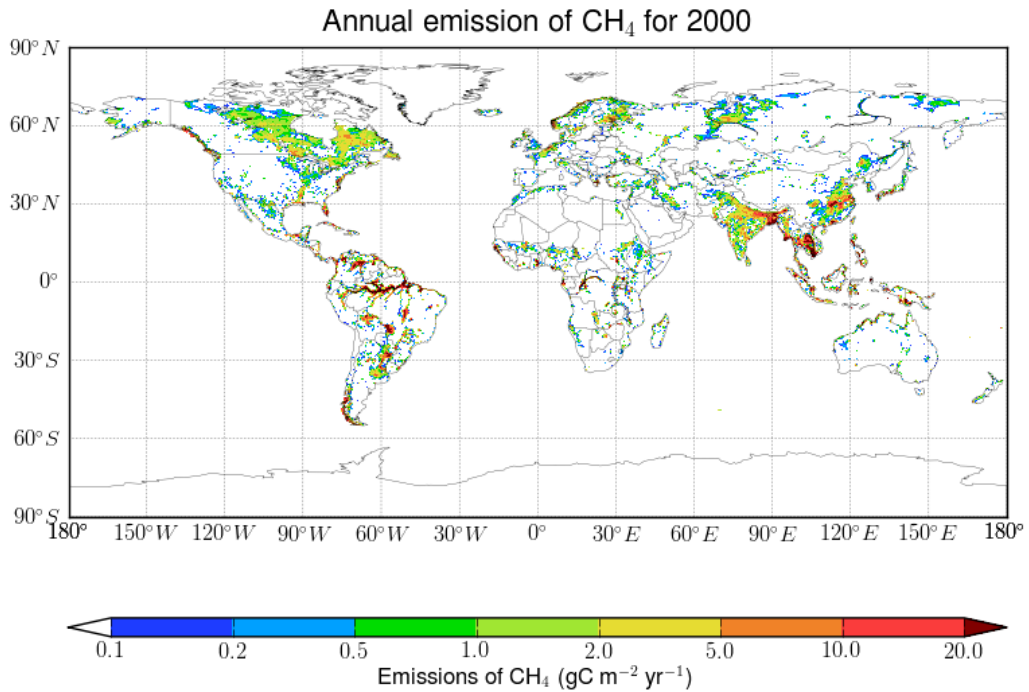 Annual emission of CH₄ for 2000
90°N
60°N
30°N
0°
30°S
60°S
90°S
180° 150°W 120°W 90°W 60°W 30°W 0° 30°E 60°E 90°E 120°E 150°E 180°
0.1 0.2 0.5 1.0 2.0 5.0 10.0 20.0
Emissions of CH₄ (gC m⁻² yr⁻¹)